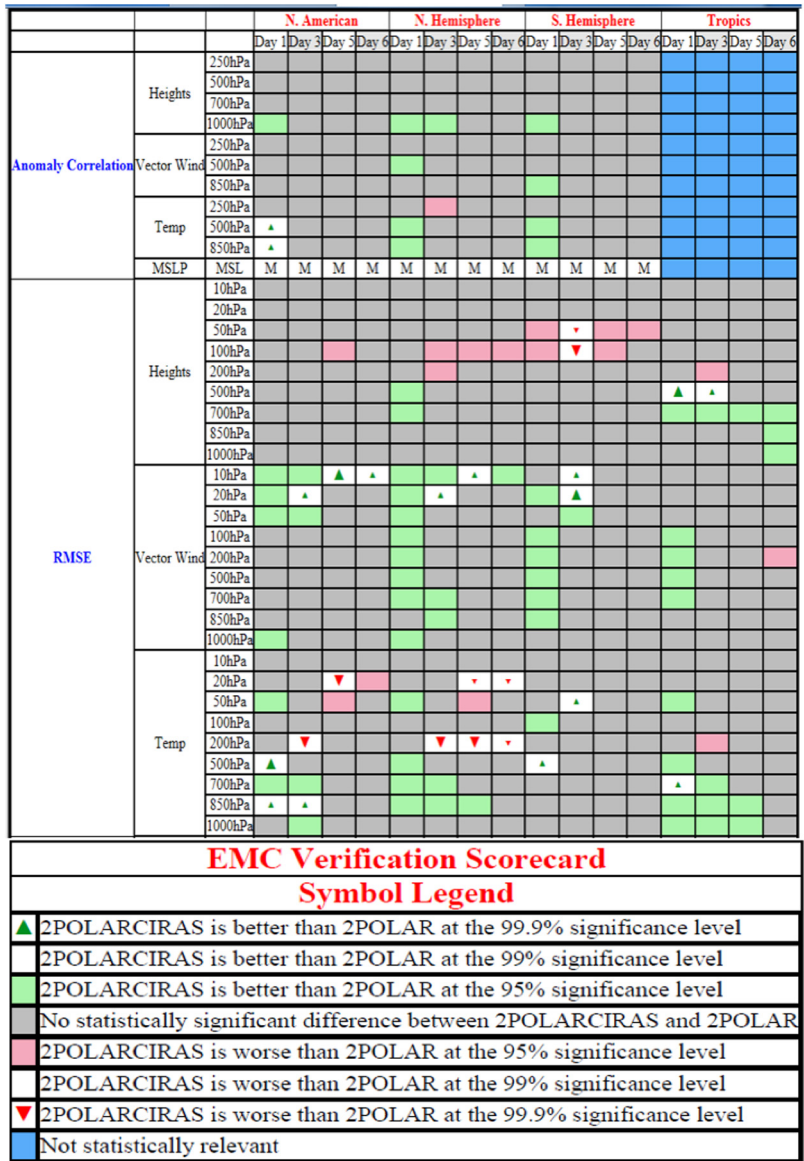 N. American N. Hemisphere S. Hemisphere Tropics
Day 1 Day 3 Day 5 Day 6 Day 1 Day 3 Day 5 Day 6 Day 1 Day 3 Day 5 Day 6 Day 1 Day 3 Day 5 Day 6
Anomaly Correlation
Heights
250hPa
500hPa
700hPa
1000hPa
Vector Wind
250hPa
500hPa
850hPa
Temp
250hPa
500hPa
850hPa
MSLP MSL M M M M M M M M M M M M
RMSE
Heights
10hPa
20hPa
50hPa
100hPa
200hPa
500hPa
700hPa
850hPa
1000hPa
Vector Wind
10hPa
20hPa
50hPa
100hPa
200hPa
500hPa
700hPa
850hPa
1000hPa
Temp
10hPa
20hPa
50hPa
100hPa
200hPa
500hPa
700hPa
850hPa
1000hPa
EMC Verification Scorecard
Symbol Legend
2POLARCIRAS is better than 2POLAR at the 99.9% significance level
2POLARCIRAS is better than 2POLAR at the 99% significance level
2POLARCIRAS is better than 2POLAR at the 95% significance level
No statistically significant difference between 2POLARCIRAS and 2POLAR
2POLARCIRAS is worse than 2POLAR at the 95% significance level
2POLARCIRAS is worse than 2POLAR at the 99% significance level
2POLARCIRAS is worse than 2POLAR at the 99.9% significance level
Not statistically relevant